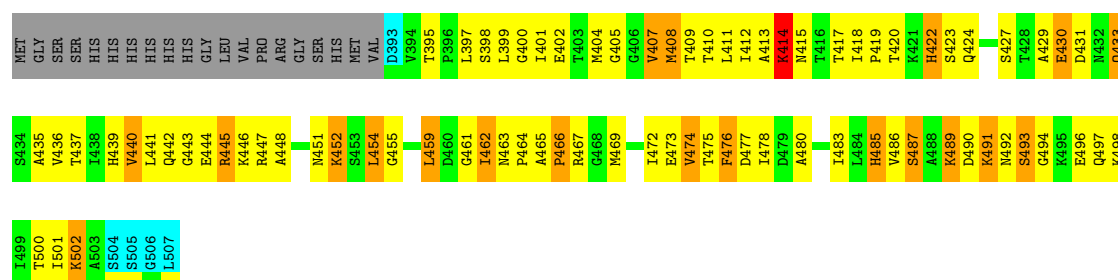 MET GLY SER SER HIS HIS HIS HIS HIS HIS GLY LEU VAL PRO ARG GLY SER HIS MET VAL D393 V394 T395 P396 L397 S398 L399 G400 I401 E402 T403 M404 G405 G406 V407 M408 T409 T410 L411 I412 A413 K414 N415 T416 T417 I418 P419 T420 K421 H422 S423 Q424 S427 T428 A429 E430 D431 N432 Q433
S434 A435 V436 T437 I438 H439 V440 L441 Q442 G443 E444 R445 K446 R447 A448 N451 K452 S453 L454 G455 L459 D460 G461 I462 N463 P464 A465 P466 R467 G468 M469 I472 E473 V474 T475 F476 D477 I478 D479 A480 I483 L484 H485 V486 S487 A488 K489 D490 K491 N492 S493 G494 K495 E496 Q497 K498
I499 T500 I501 K502 A503 S504 S505 G506 L507